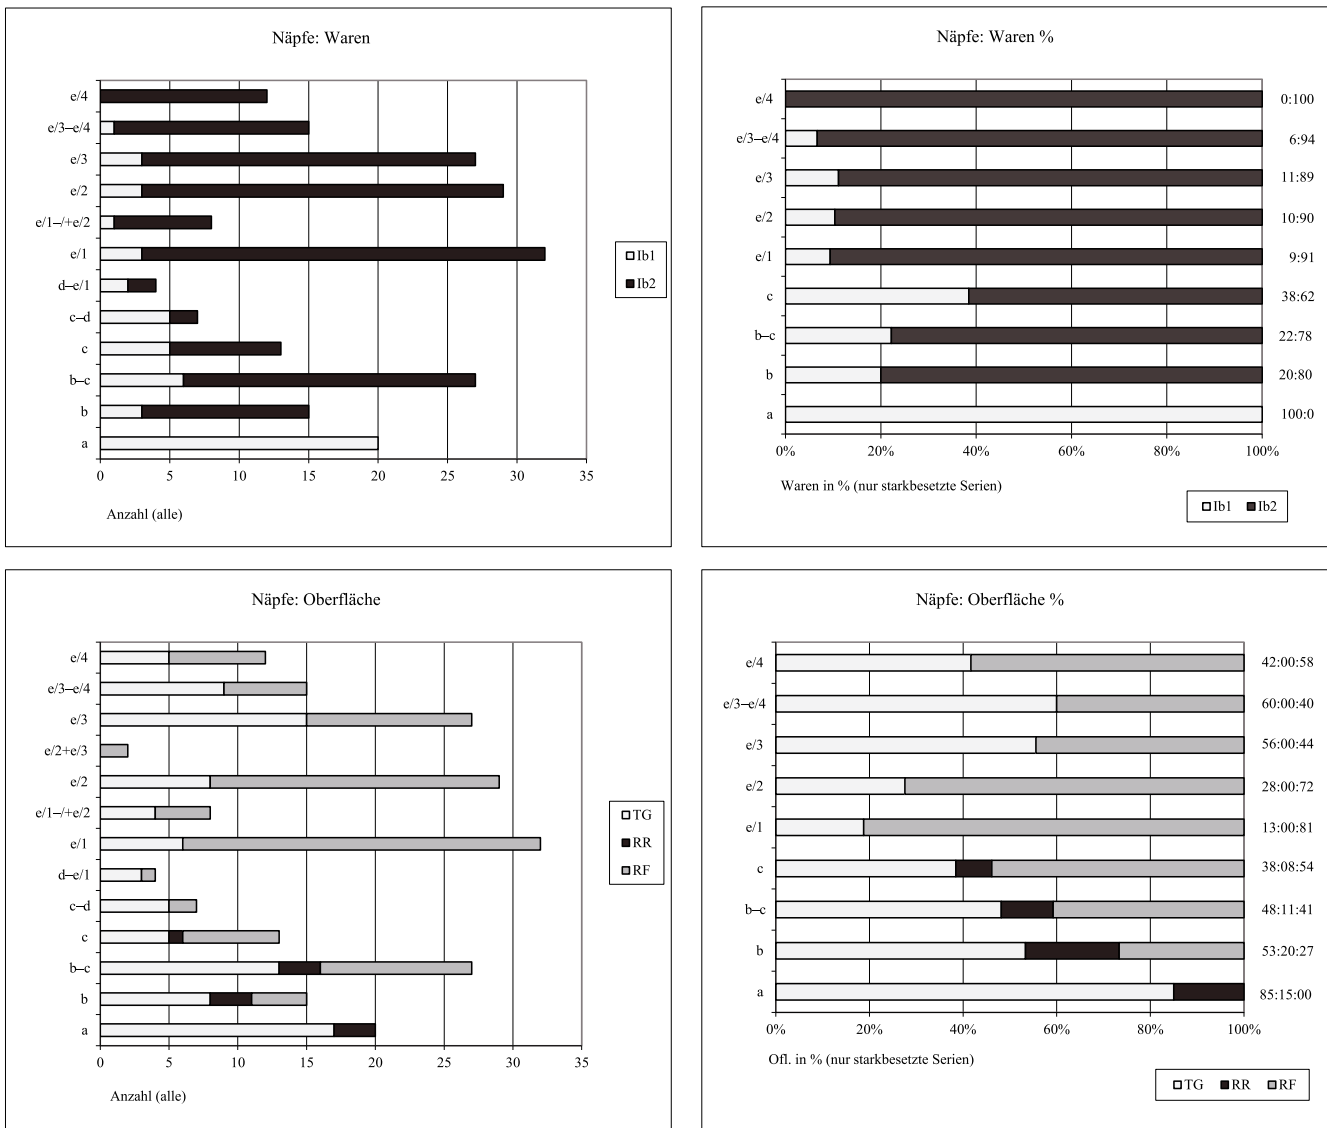 Näpfe: Waren
e/4
e/3–e/4
e/3
e/2
e/1–/+e/2
e/1
d–e/1
c–d
c
b–c
b
a
0 5 10 15 20 25 30 35
Anzahl (alle)
Ib1
Ib2
Näpfe: Waren %
e/4 0:100
e/3–e/4 6:94
e/3 11:89
e/2 10:90
e/1 9:91
c 38:62
b–c 22:78
b 20:80
a 100:0
0% 20% 40% 60% 80% 100%
Waren in % (nur starkbesetzte Serien)
Ib1 Ib2
Näpfe: Oberfläche
e/4
e/3–e/4
e/3
e/2+e/3
e/2
e/1–/+e/2
e/1
d–e/1
c–d
c
b–c
b
a
0 5 10 15 20 25 30 35
Anzahl (alle)
TG
RR
RF
Näpfe: Oberfläche %
e/4 42:00:58
e/3–e/4 60:00:40
e/3 56:00:44
e/2 28:00:72
e/1 13:00:81
c 38:08:54
b–c 48:11:41
b 53:20:27
a 85:15:00
0% 20% 40% 60% 80% 100%
Ofl. in % (nur starkbesetzte Serien)
TG RR RF